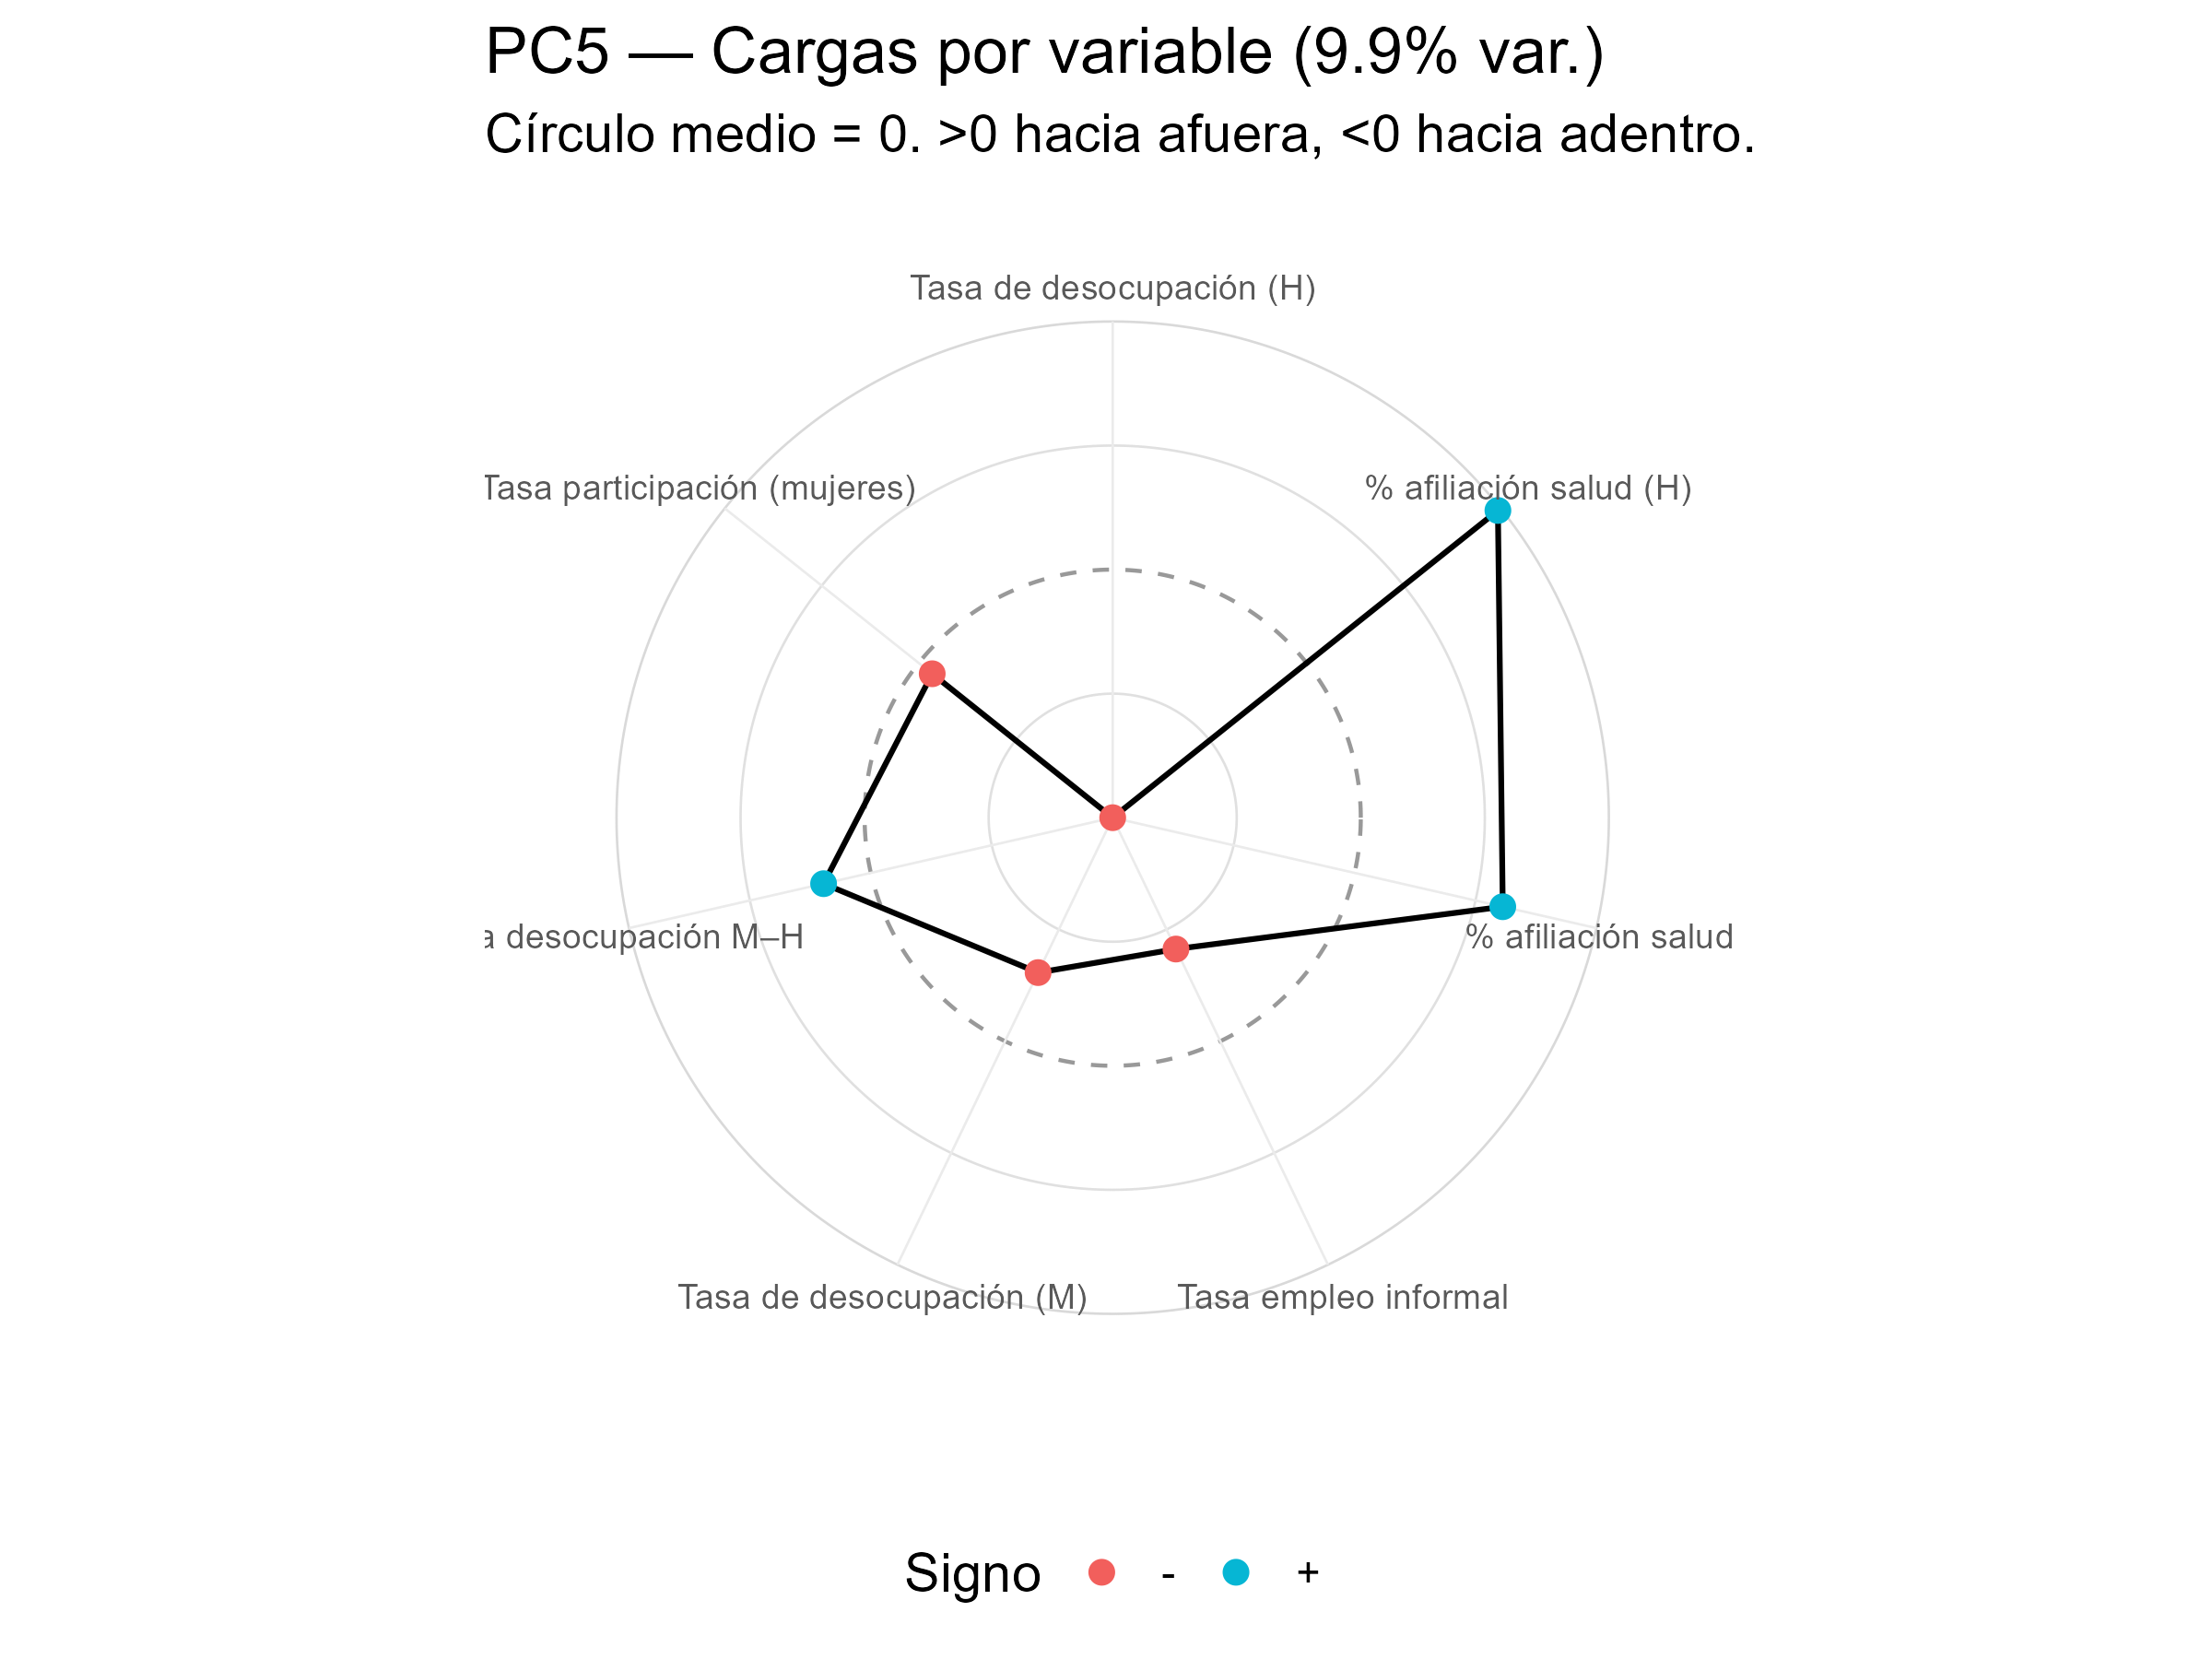 PC5 — Cargas por variable (9.9% var.)
Círculo medio = 0. >0 hacia afuera, <0 hacia adentro.
Tasa de desocupación (H)
Tasa participación (mujeres)
% afiliación salud (H)
a desocupación M–H
% afiliación salud
Tasa de desocupación (M)
Tasa empleo informal
Signo - +